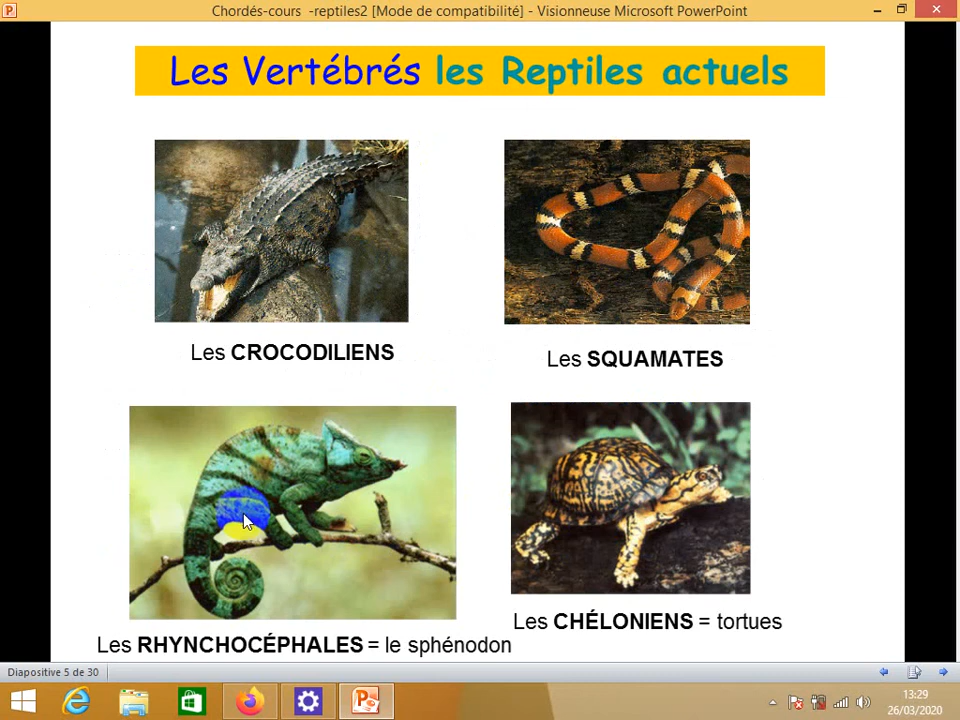 Chordés-cours -reptiles2 [Mode de compatibilité] - Visionneuse Microsoft PowerPoint
Les Vertébrés les Reptiles actuels
Les CROCODILIENS
Les SQUAMATES
Les RHYNCHOCÉPHALES = le sphénodon
Les CHÉLONIENS = tortues
Diapositive 5 de 30
13:29
26/03/2020